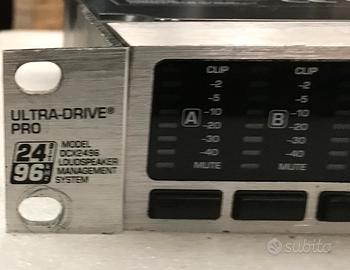 ULTRA-DRIVE®
PRO
24 BIT
96 kHz
MODEL
DCX2496
LOUDSPEAKER
MANAGEMENT
SYSTEM
A
CLIP
-2
-5
-10
-20
-30
-40
MUTE
B
CLIP
-2
-5
-10
-20
-30
-40
MUTE
subito